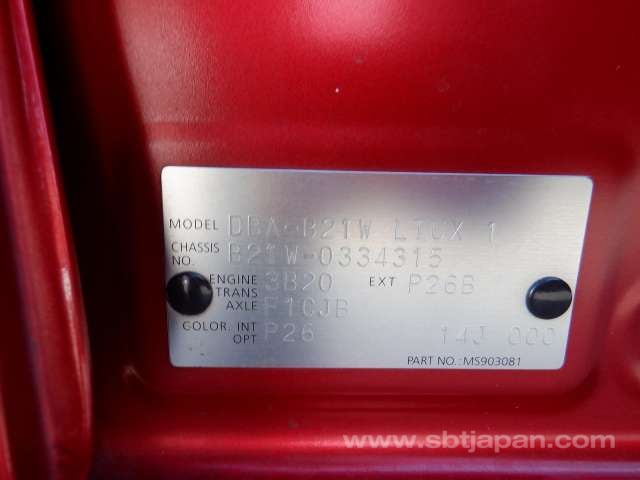 MODEL DBA-B21W LTCX 1
CHASSIS NO. B21W-0334315
ENGINE 3B20 EXT P26B
TRANS AXLE F1CJB
COLOR. INT OPT P26 14J 000
PART NO.: MS903081
www.sbtjapan.com